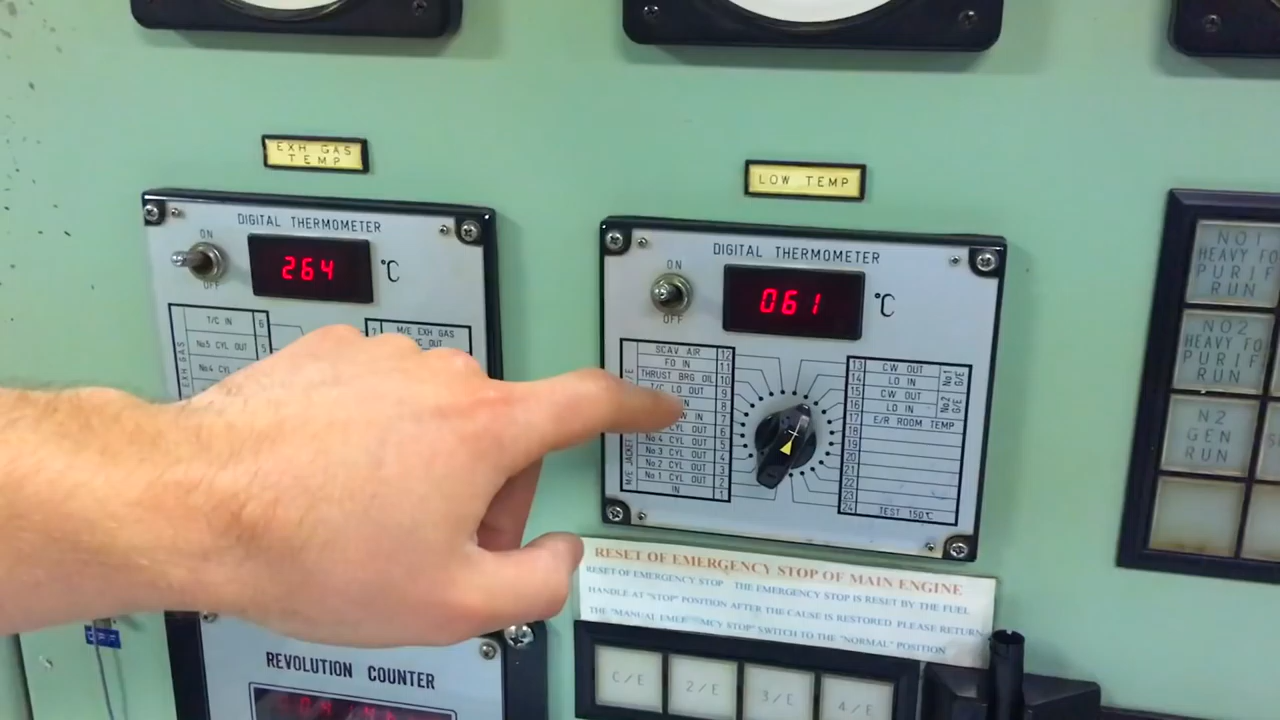 EXH GAS
TEMP
LOW TEMP
DIGITAL THERMOMETER
ON
OFF
264
°C
T/C IN 6
No5 CYL OUT 5
No4 CYL
EXH GAS
7 M/E EXH GAS
OUT
DIGITAL THERMOMETER
ON
OFF
061
°C
SCAV AIR 12
FO IN 11
THRUST BRG OIL 10
T/C LO OUT 9
IN 8
IN 7
CYL OUT 6
No4 CYL OUT 5
No3 CYL OUT 4
No2 CYL OUT 3
No1 CYL OUT 2
IN 1
M/E JACKET
13 CW OUT
14 LO IN
No1 G/E
15 CW OUT
16 LO IN
No2 G/E
17 E/R ROOM TEMP
18
19
20
21
22
23
24 TEST 150℃
NO1
HEAVY FO
PURIF
RUN
NO2
HEAVY FO
PURIF
RUN
N2
GEN
RUN
RESET OF EMERGENCY STOP OF MAIN ENGINE
RESET OF EMERGENCY STOP THE EMERGENCY STOP IS RESET BY THE FUEL
HANDLE AT "STOP" POSITION AFTER THE CAUSE IS RESTORED PLEASE RETURN
THE "MANUAL STOP" SWITCH TO THE "NORMAL" POSITION
REVOLUTION COUNTER
C/E
2/E
3/E
4/E
OFF